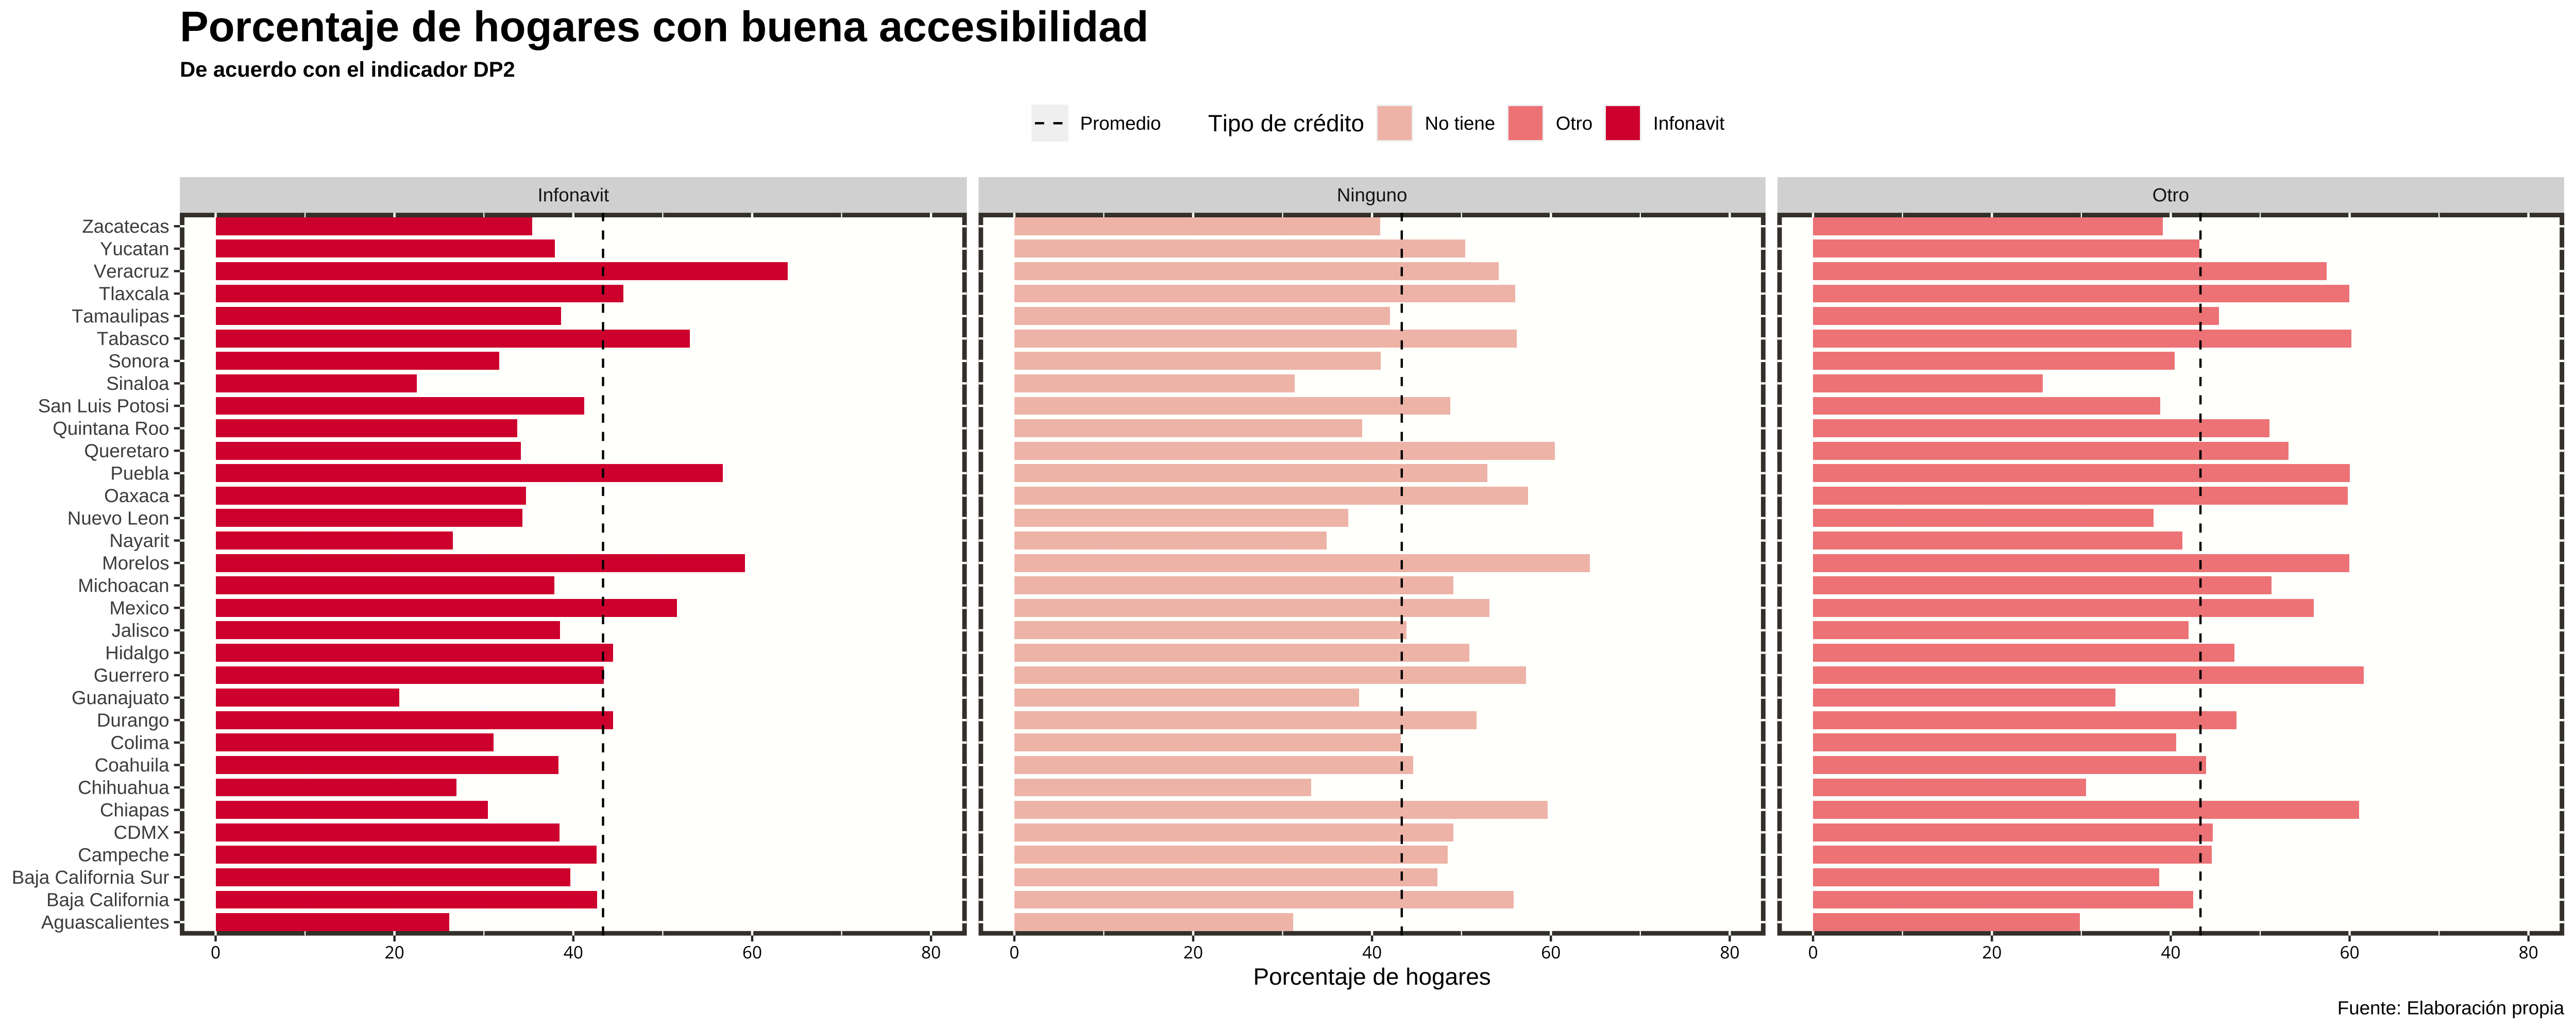 Porcentaje de hogares con buena accesibilidad
De acuerdo con el indicador DP2
Promedio Tipo de crédito No tiene Otro Infonavit
Infonavit Ninguno Otro
Zacatecas
Yucatan
Veracruz
Tlaxcala
Tamaulipas
Tabasco
Sonora
Sinaloa
San Luis Potosi
Quintana Roo
Queretaro
Puebla
Oaxaca
Nuevo Leon
Nayarit
Morelos
Michoacan
Mexico
Jalisco
Hidalgo
Guerrero
Guanajuato
Durango
Colima
Coahuila
Chihuahua
Chiapas
CDMX
Campeche
Baja California Sur
Baja California
Aguascalientes
0 20 40 60 80 0 20 40 60 80 0 20 40 60 80
Porcentaje de hogares
Fuente: Elaboración propia